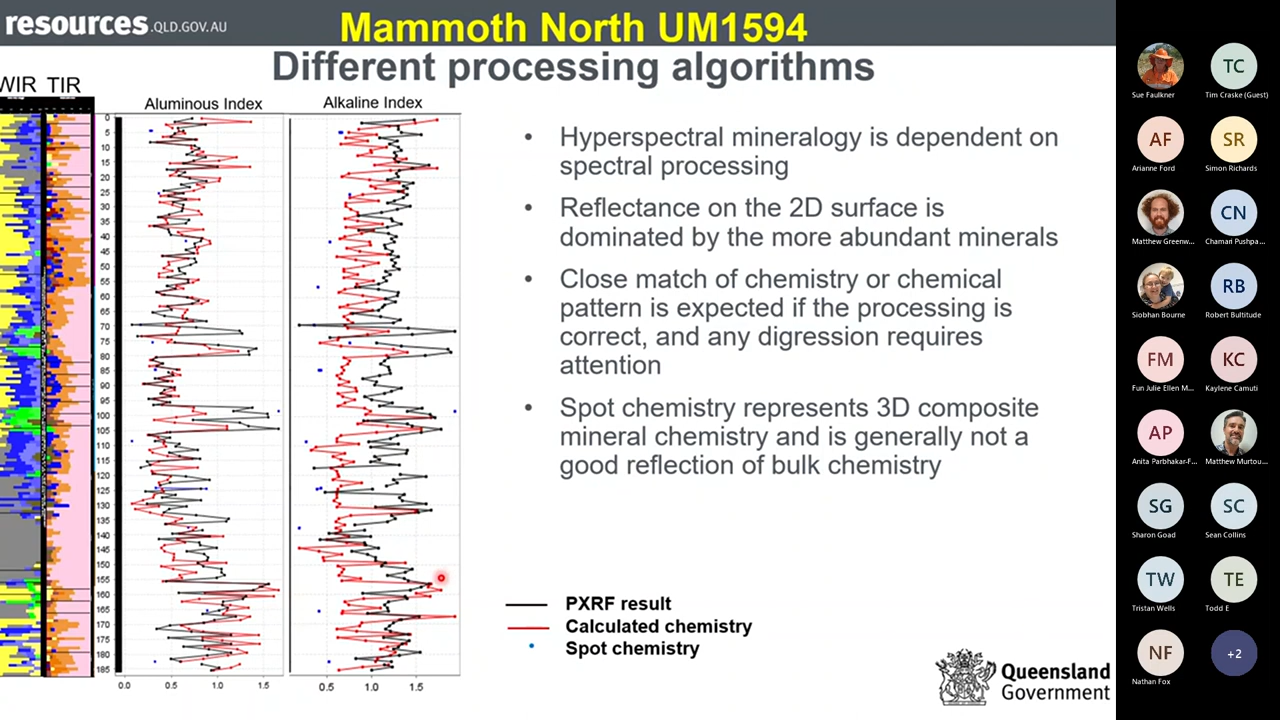 resources.QLD.GOV.AU
Mammoth North UM1594
Different processing algorithms
WIR TIR
Aluminous Index
Alkaline Index
0
5
10
15
20
25
30
35
40
45
50
55
60
65
70
75
80
85
90
95
100
105
110
115
120
125
130
135
140
145
150
155
160
165
170
175
180
185
0.0 0.5 1.0 1.5
0.5 1.0 1.5
• Hyperspectral mineralogy is dependent on
spectral processing
• Reflectance on the 2D surface is
dominated by the more abundant minerals
• Close match of chemistry or chemical
pattern is expected if the processing is
correct, and any digression requires
attention
• Spot chemistry represents 3D composite
mineral chemistry and is generally not a
good reflection of bulk chemistry
PXRF result
Calculated chemistry
Spot chemistry
Queensland
Government
Sue Faulkner
TC
Tim Craske (Guest)
AF
Arianne Ford
SR
Simon Richards
Matthew Greenw...
CN
Chamari Pushpa...
Siobhan Bourne
RB
Robert Bultitude
FM
Fun Julie Ellen M...
KC
Kaylene Camuti
AP
Anita Parbhakar-F...
Matthew Murtou...
SG
Sharon Goad
SC
Sean Collins
TW
Tristan Wells
TE
Todd E
NF
Nathan Fox
+2